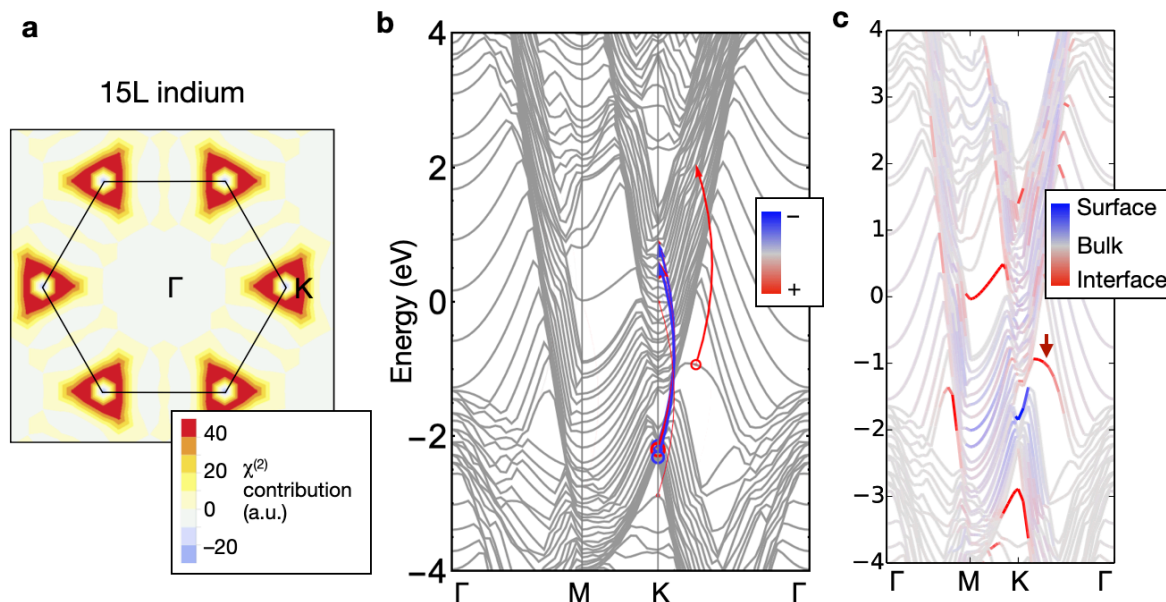 a
15L indium
Γ
K
40
20
0
−20
χ(2)
contribution
(a.u.)
b
Energy (eV)
4
2
0
−2
−4
Γ
M
K
Γ
−
+
c
4
3
2
1
0
-1
-2
-3
-4
Γ
M
K
Γ
Surface
Bulk
Interface